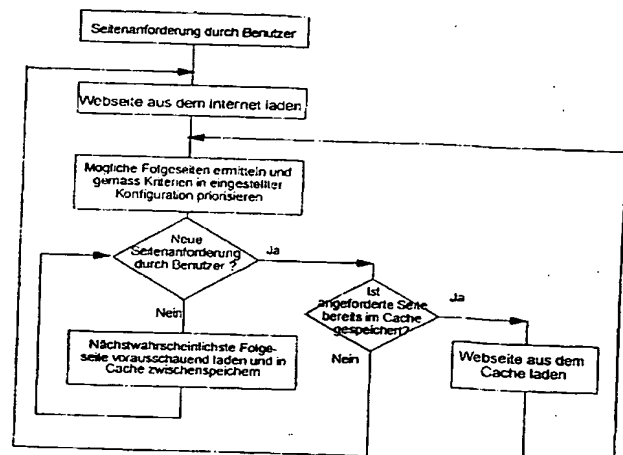 Seitenanforderung durch Benutzer
Webseite aus dem Internet laden
Mögliche Folgeseiten ermitteln und
gemäss Kriterien in eingestellter
Konfiguration priorisieren
Neue
Seitenanforderung
durch Benutzer ?
Ja
Nein
Nächstwahrscheinlichste Folge-
seite vorausschauend laden und in
Cache zwischenspeichern
Ist
angeforderte Seite
bereits im Cache
gespeichert?
Ja
Nein
Webseite aus dem
Cache laden